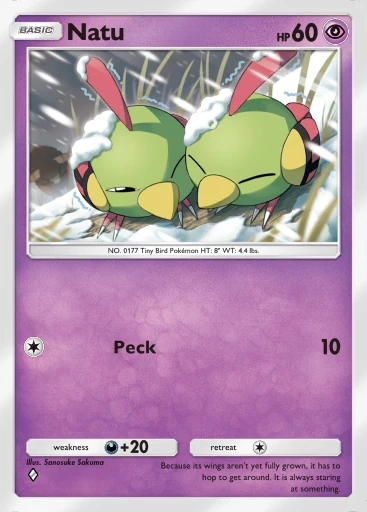 BASIC Natu HP 60
NO. 0177 Tiny Bird Pokémon HT: 8" WT: 4.4 lbs.
Peck 10
weakness +20 retreat
Illus. Sanosuke Sakuma
Because its wings aren't yet fully grown, it has to
hop to get around. It is always staring
at something.